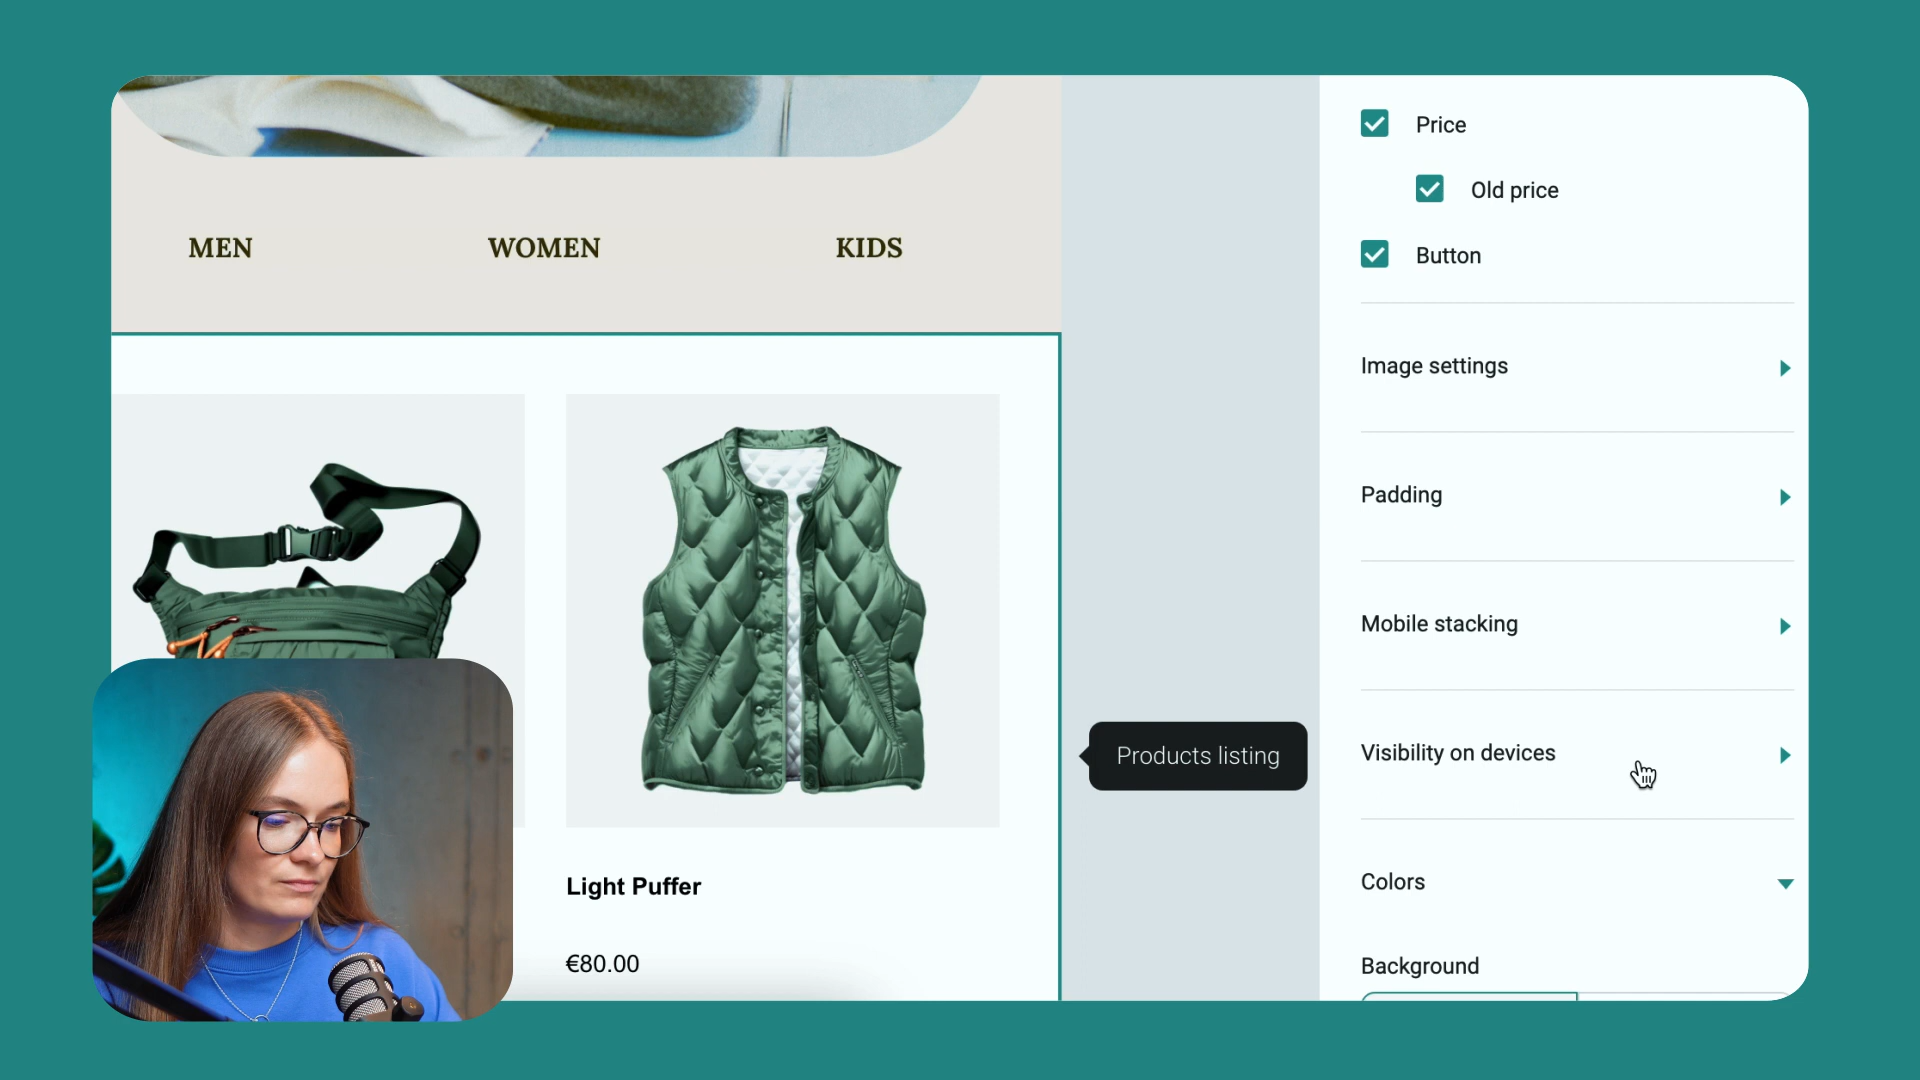 MEN
WOMEN
KIDS
Light Puffer
€80.00
Products listing
Price
Old price
Button
Image settings
Padding
Mobile stacking
Visibility on devices
Colors
Background